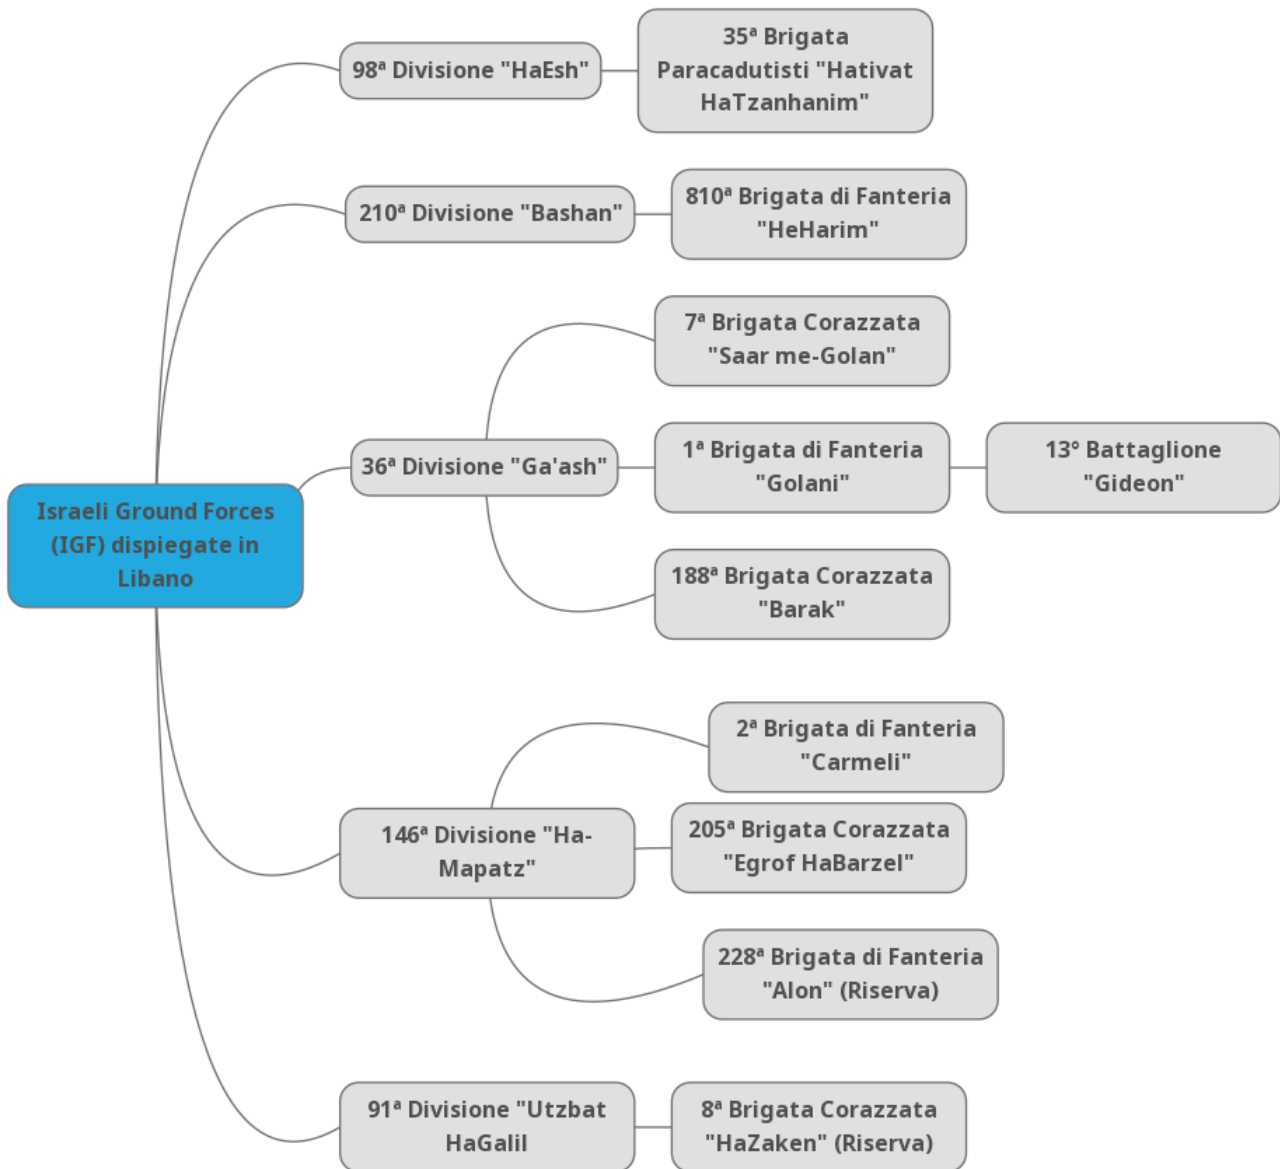 98ª Divisione "HaEsh"
35ª Brigata
Paracadutisti "Hativat
HaTzanhanim"
210ª Divisione "Bashan"
810ª Brigata di Fanteria
"HeHarim"
7ª Brigata Corazzata
"Saar me-Golan"
36ª Divisione "Ga'ash"
1ª Brigata di Fanteria
"Golani"
13° Battaglione
"Gideon"
188ª Brigata Corazzata
"Barak"
Israeli Ground Forces
(IGF) dispiegate in
Libano
2ª Brigata di Fanteria
"Carmeli"
146ª Divisione "Ha-
Mapatz"
205ª Brigata Corazzata
"Egrof HaBarzel"
228ª Brigata di Fanteria
"Alon" (Riserva)
91ª Divisione "Utzbat
HaGalil
8ª Brigata Corazzata
"HaZaken" (Riserva)